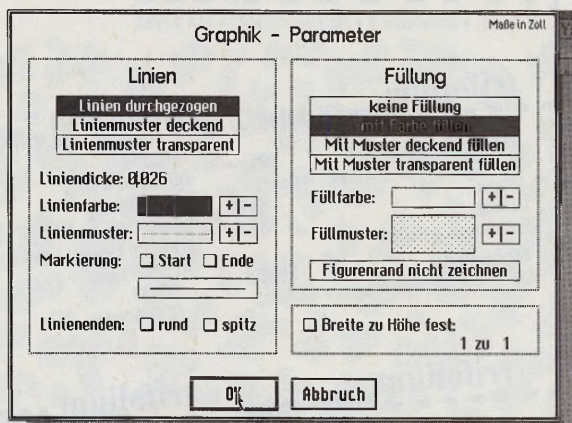 Graphik - Parameter
Maße in Zoll
Linien
Linien durchgezogen
Linienmuster deckend
Linienmuster transparent
Liniendicke: 0,026
Linienfarbe: + -
Linienmuster: + -
Markierung: Start Ende
Linienenden: rund spitz
Füllung
keine Füllung
mit Farbe füllen
Mit Muster deckend füllen
Mit Muster transparent füllen
Füllfarbe: + -
Füllmuster: + -
Figurenrand nicht zeichnen
Breite zu Höhe fest:
1 zu 1
OK
Abbruch